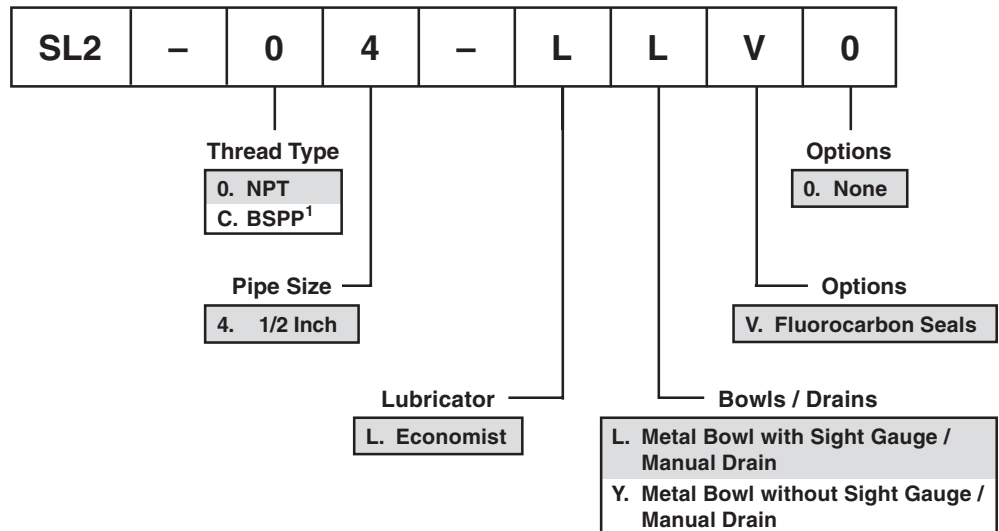 SL2 – 0 4 – L L V 0
Thread Type
0. NPT
C. BSPP1
Options
0. None
Pipe Size
4. 1/2 Inch
Options
V. Fluorocarbon Seals
Lubricator
L. Economist
Bowls / Drains
L. Metal Bowl with Sight Gauge /
Manual Drain
Y. Metal Bowl without Sight Gauge /
Manual Drain